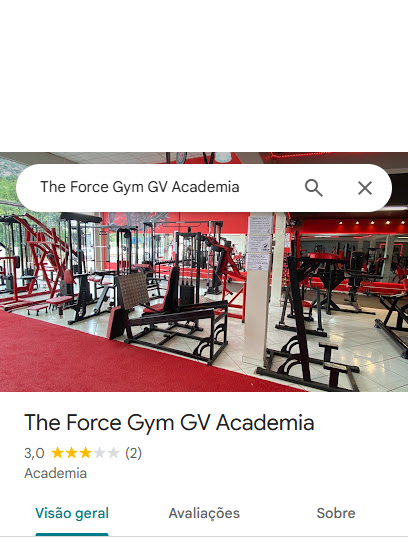 The Force Gym GV Academia
The Force Gym GV Academia
3,0 (2)
Academia
Visão geral Avaliações Sobre